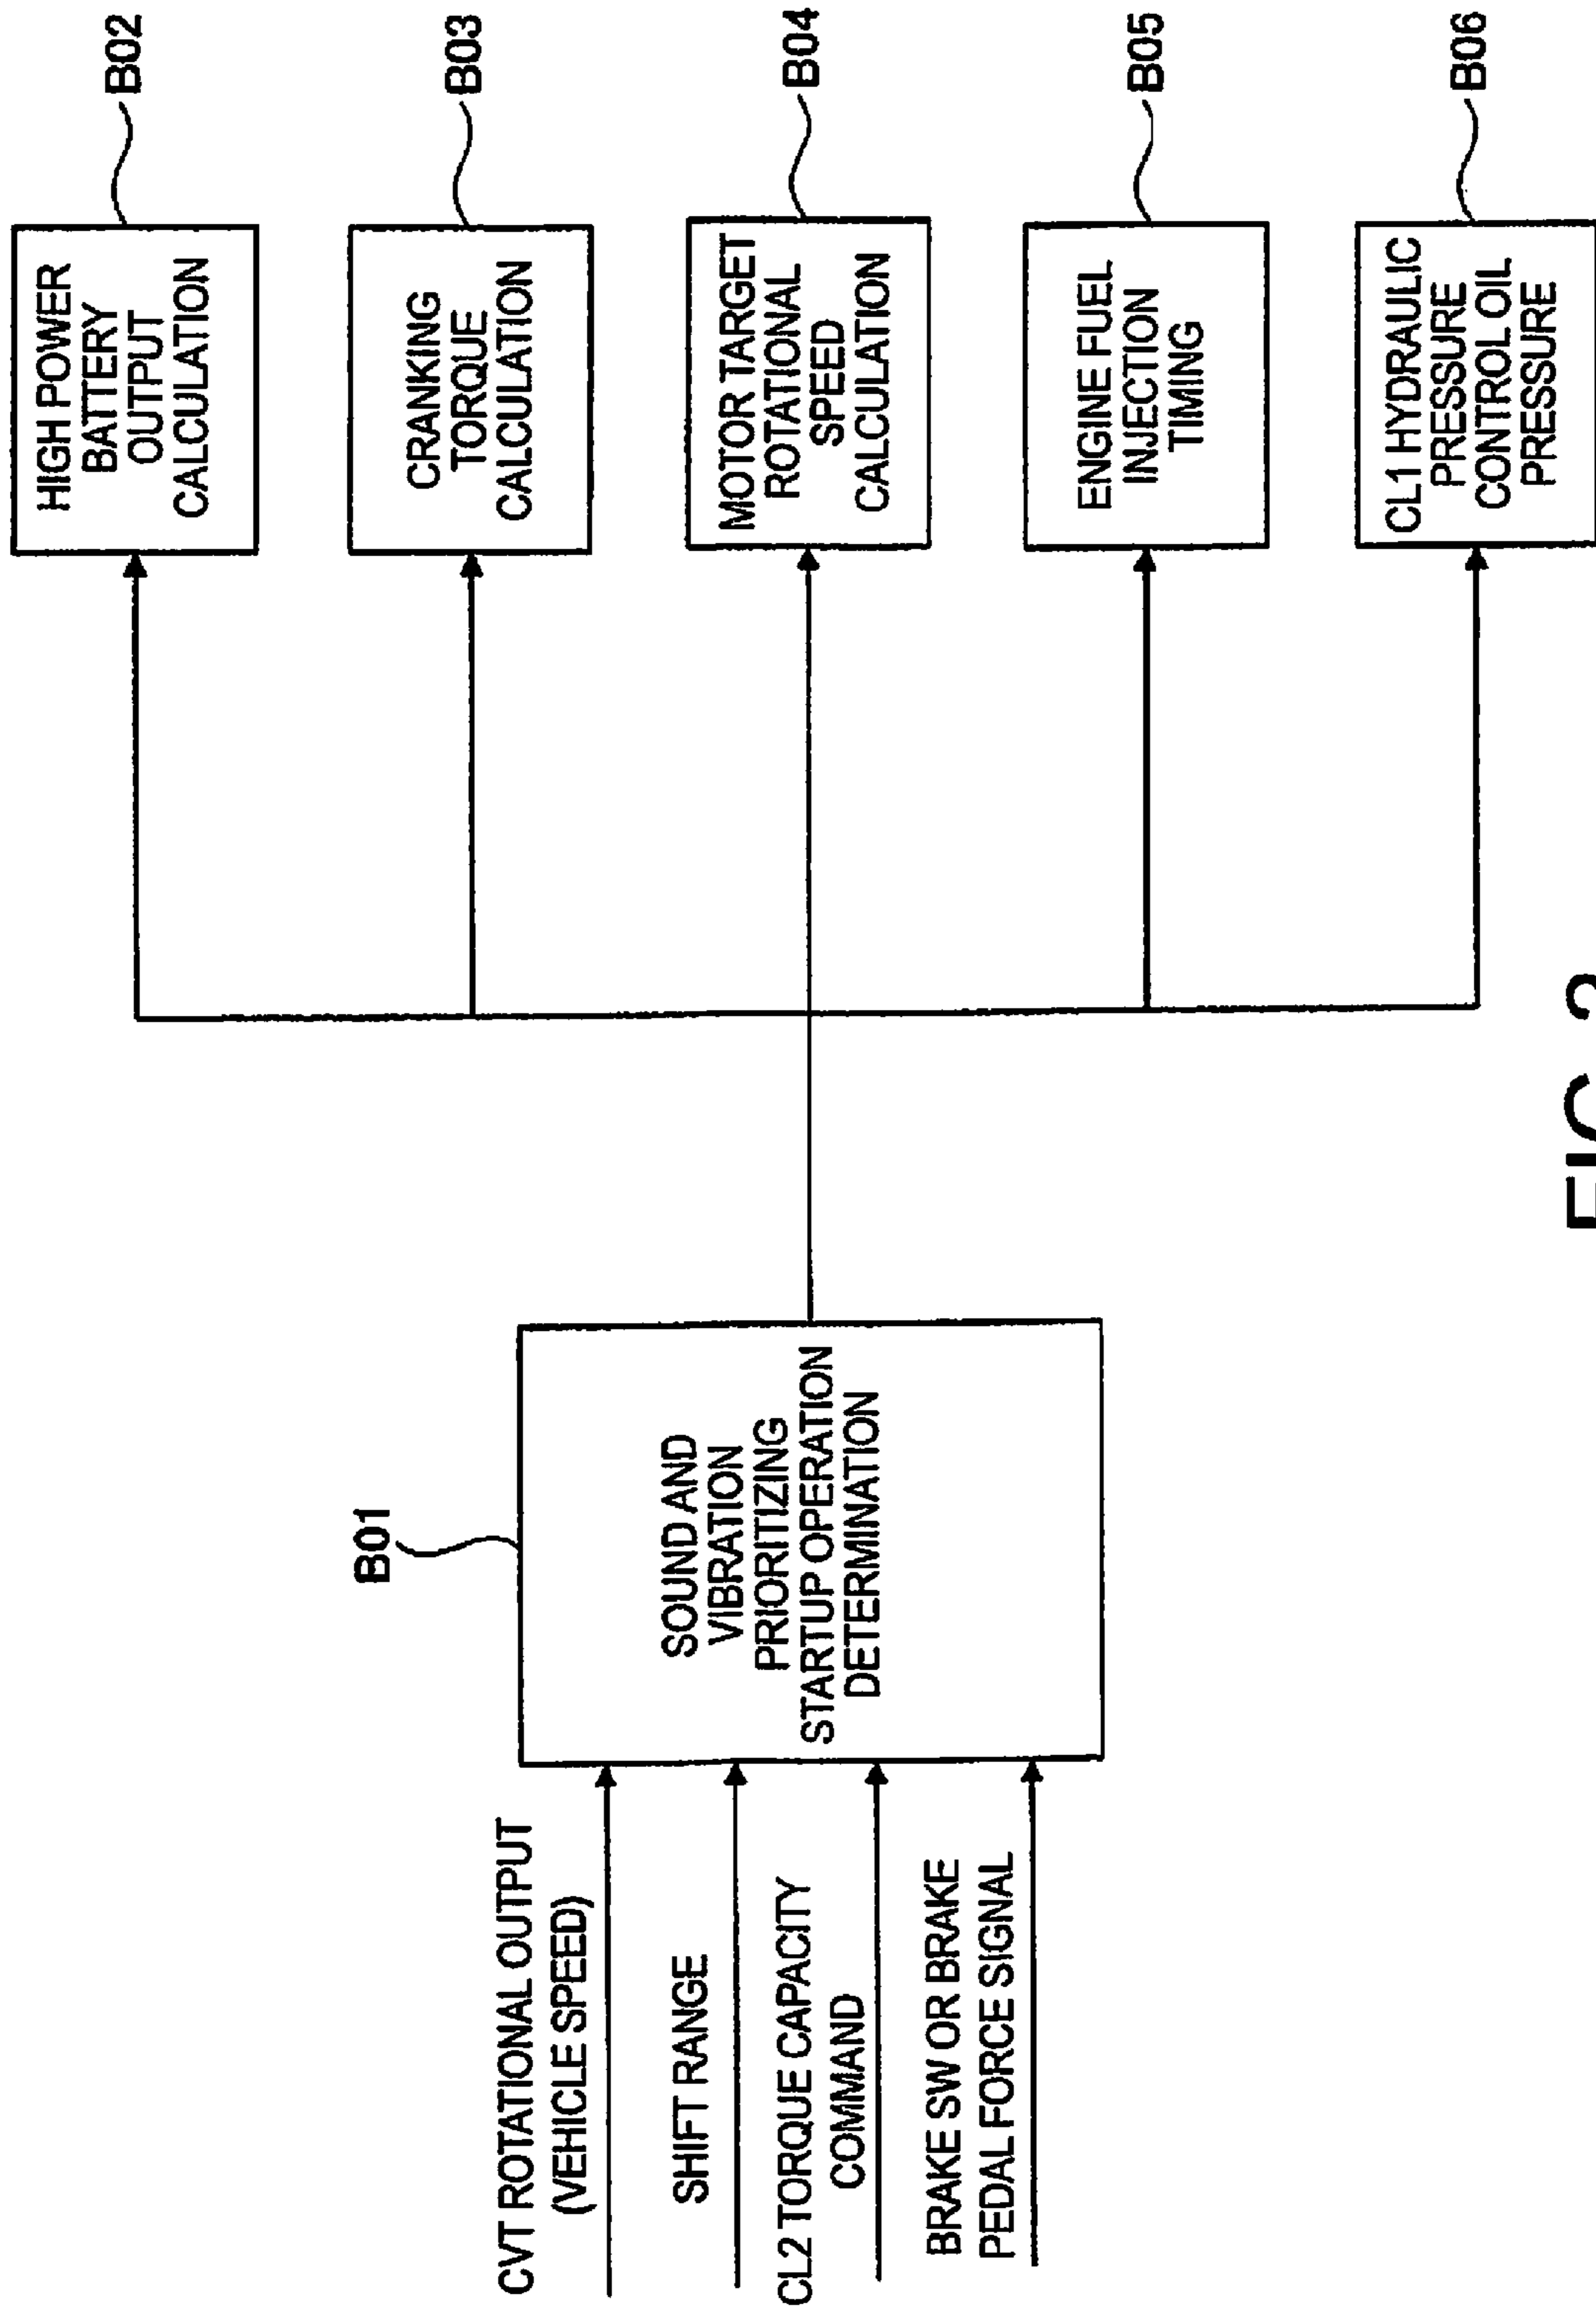 CVT ROTATIONAL OUTPUT
(VEHICLE SPEED)
SHIFT RANGE
CL2 TORQUE CAPACITY
COMMAND
BRAKE SW OR BRAKE
PEDAL FORCE SIGNAL
B01
SOUND AND
VIBRATION
PRIORITIZING
STARTUP OPERATION
DETERMINATION
HIGH POWER
BATTERY
OUTPUT
CALCULATION
B02
CRANKING
TORQUE
CALCULATION
B03
MOTOR TARGET
ROTATIONAL
SPEED
CALCULATION
B04
ENGINE FUEL
INJECTION
TIMING
B05
CL1 HYDRAULIC
PRESSURE
CONTROL OIL
PRESSURE
B06